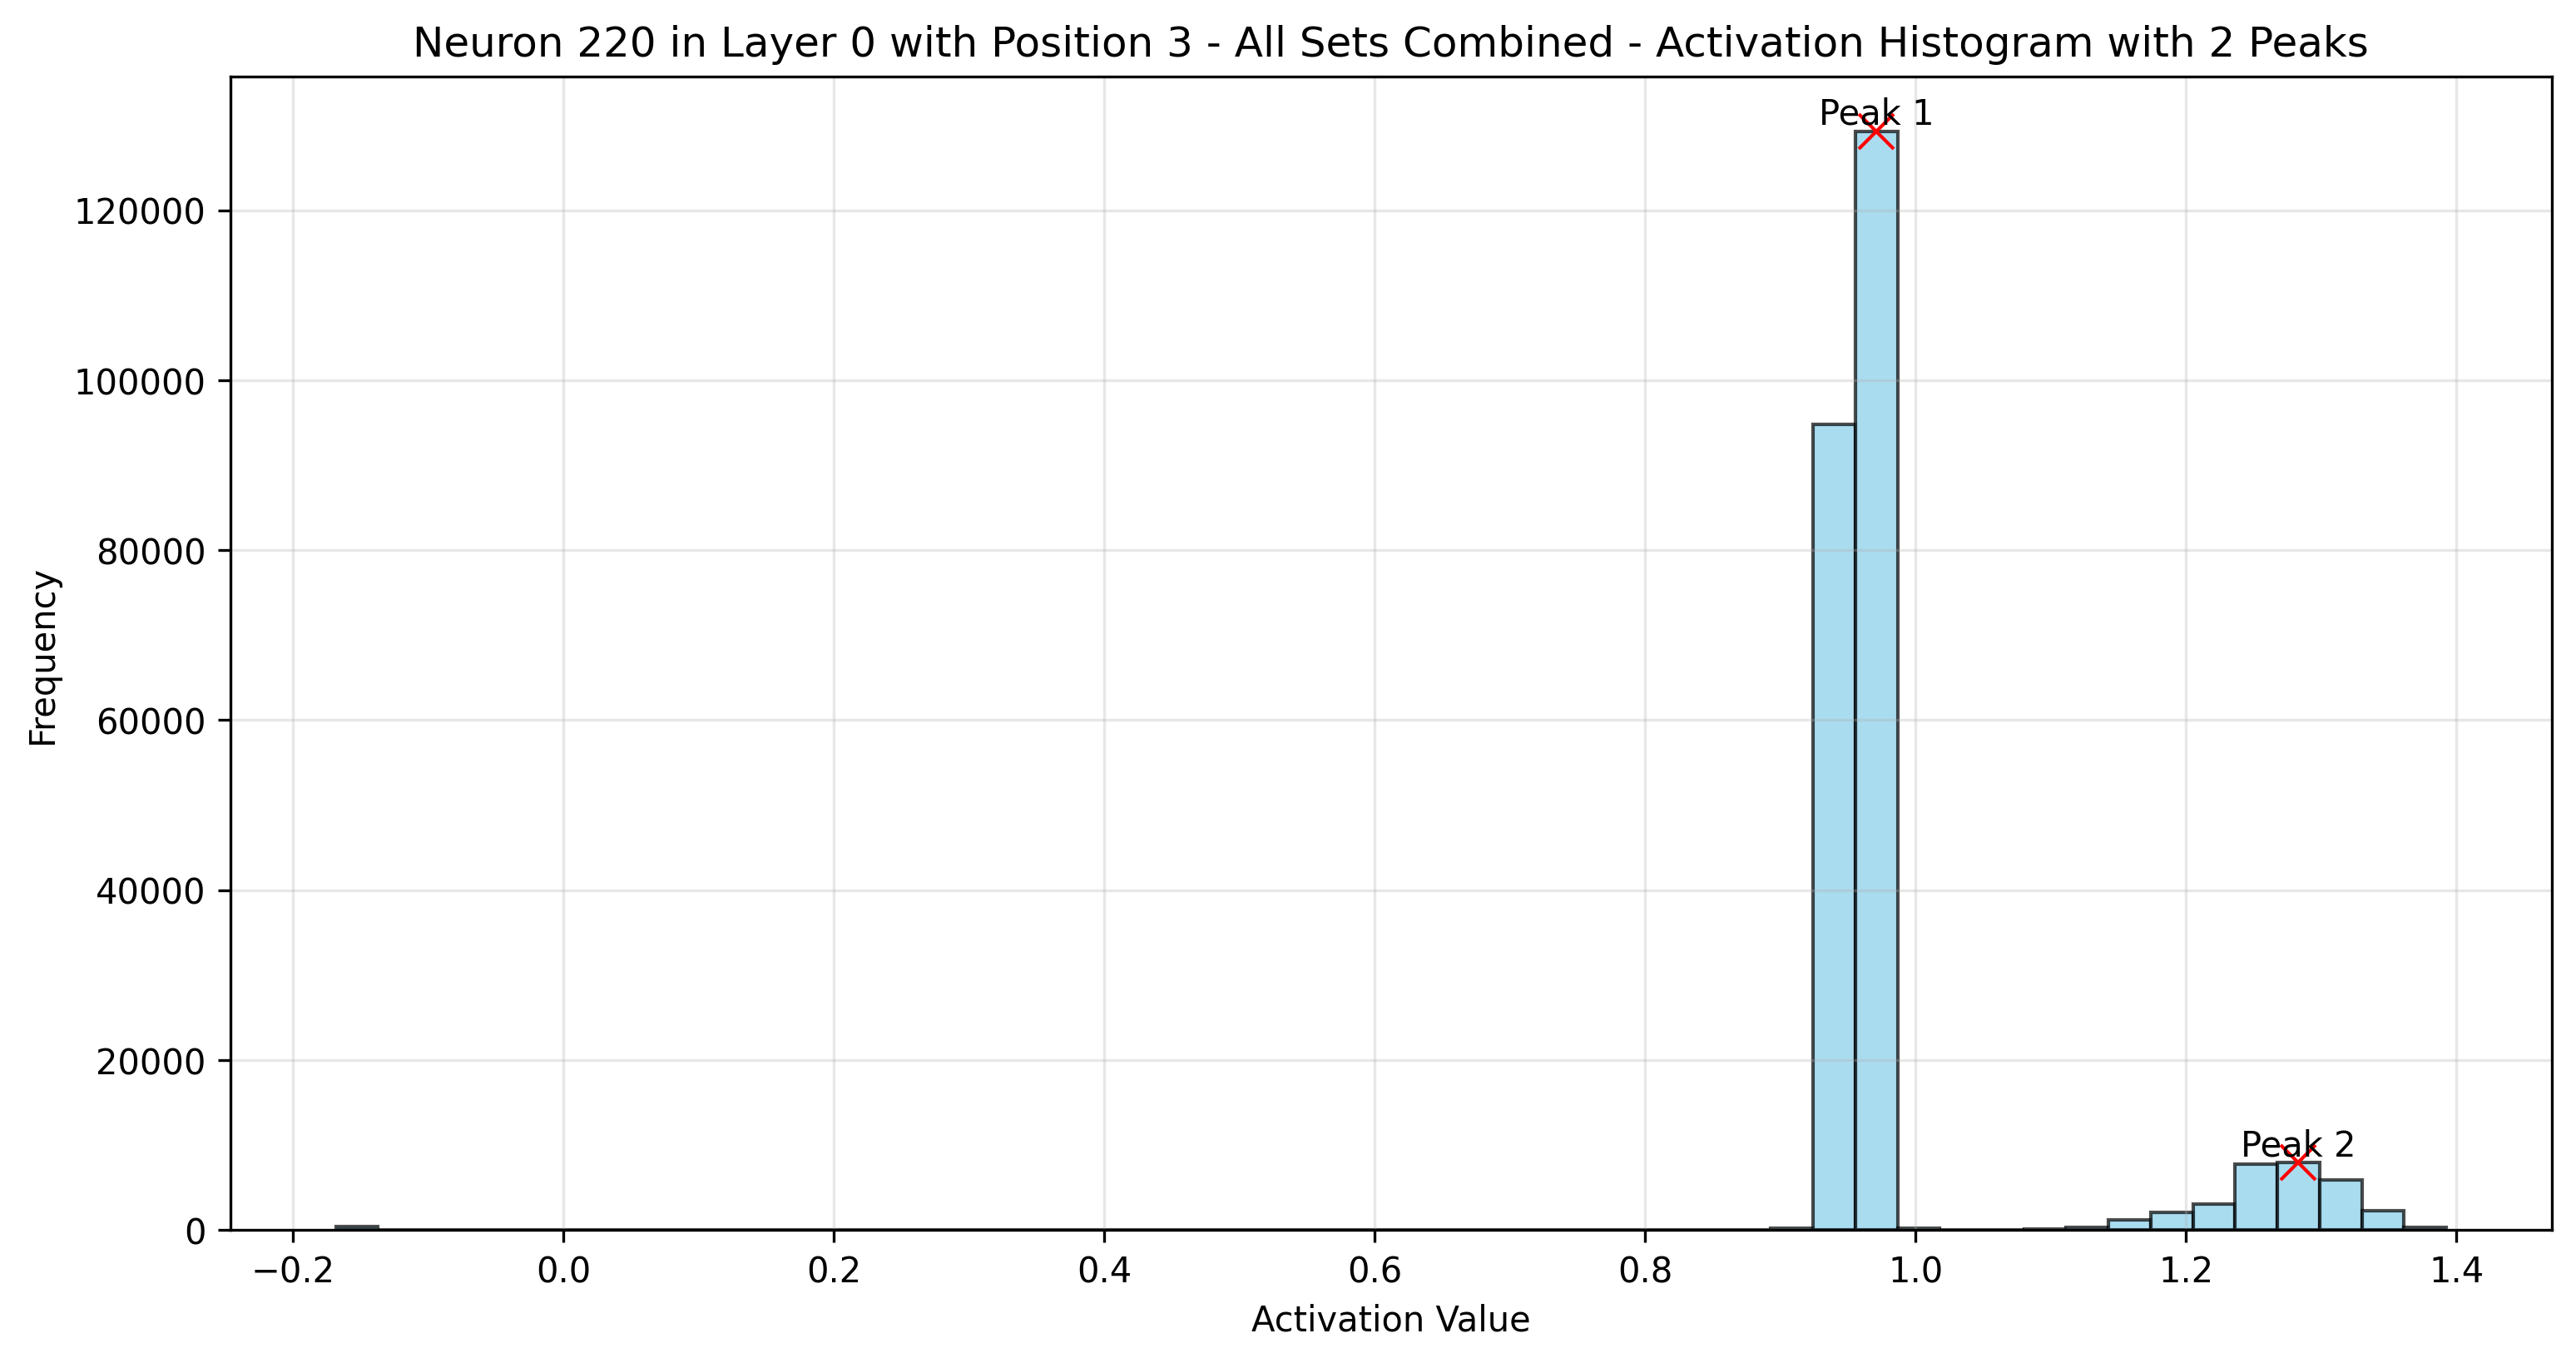 Neuron 220 in Layer 0 with Position 3 - All Sets Combined - Activation Histogram with 2 Peaks
Peak 1
120000
100000
80000
Frequency
60000
40000
20000
Peak 2
0
−0.2 0.0 0.2 0.4 0.6 0.8 1.0 1.2 1.4
Activation Value